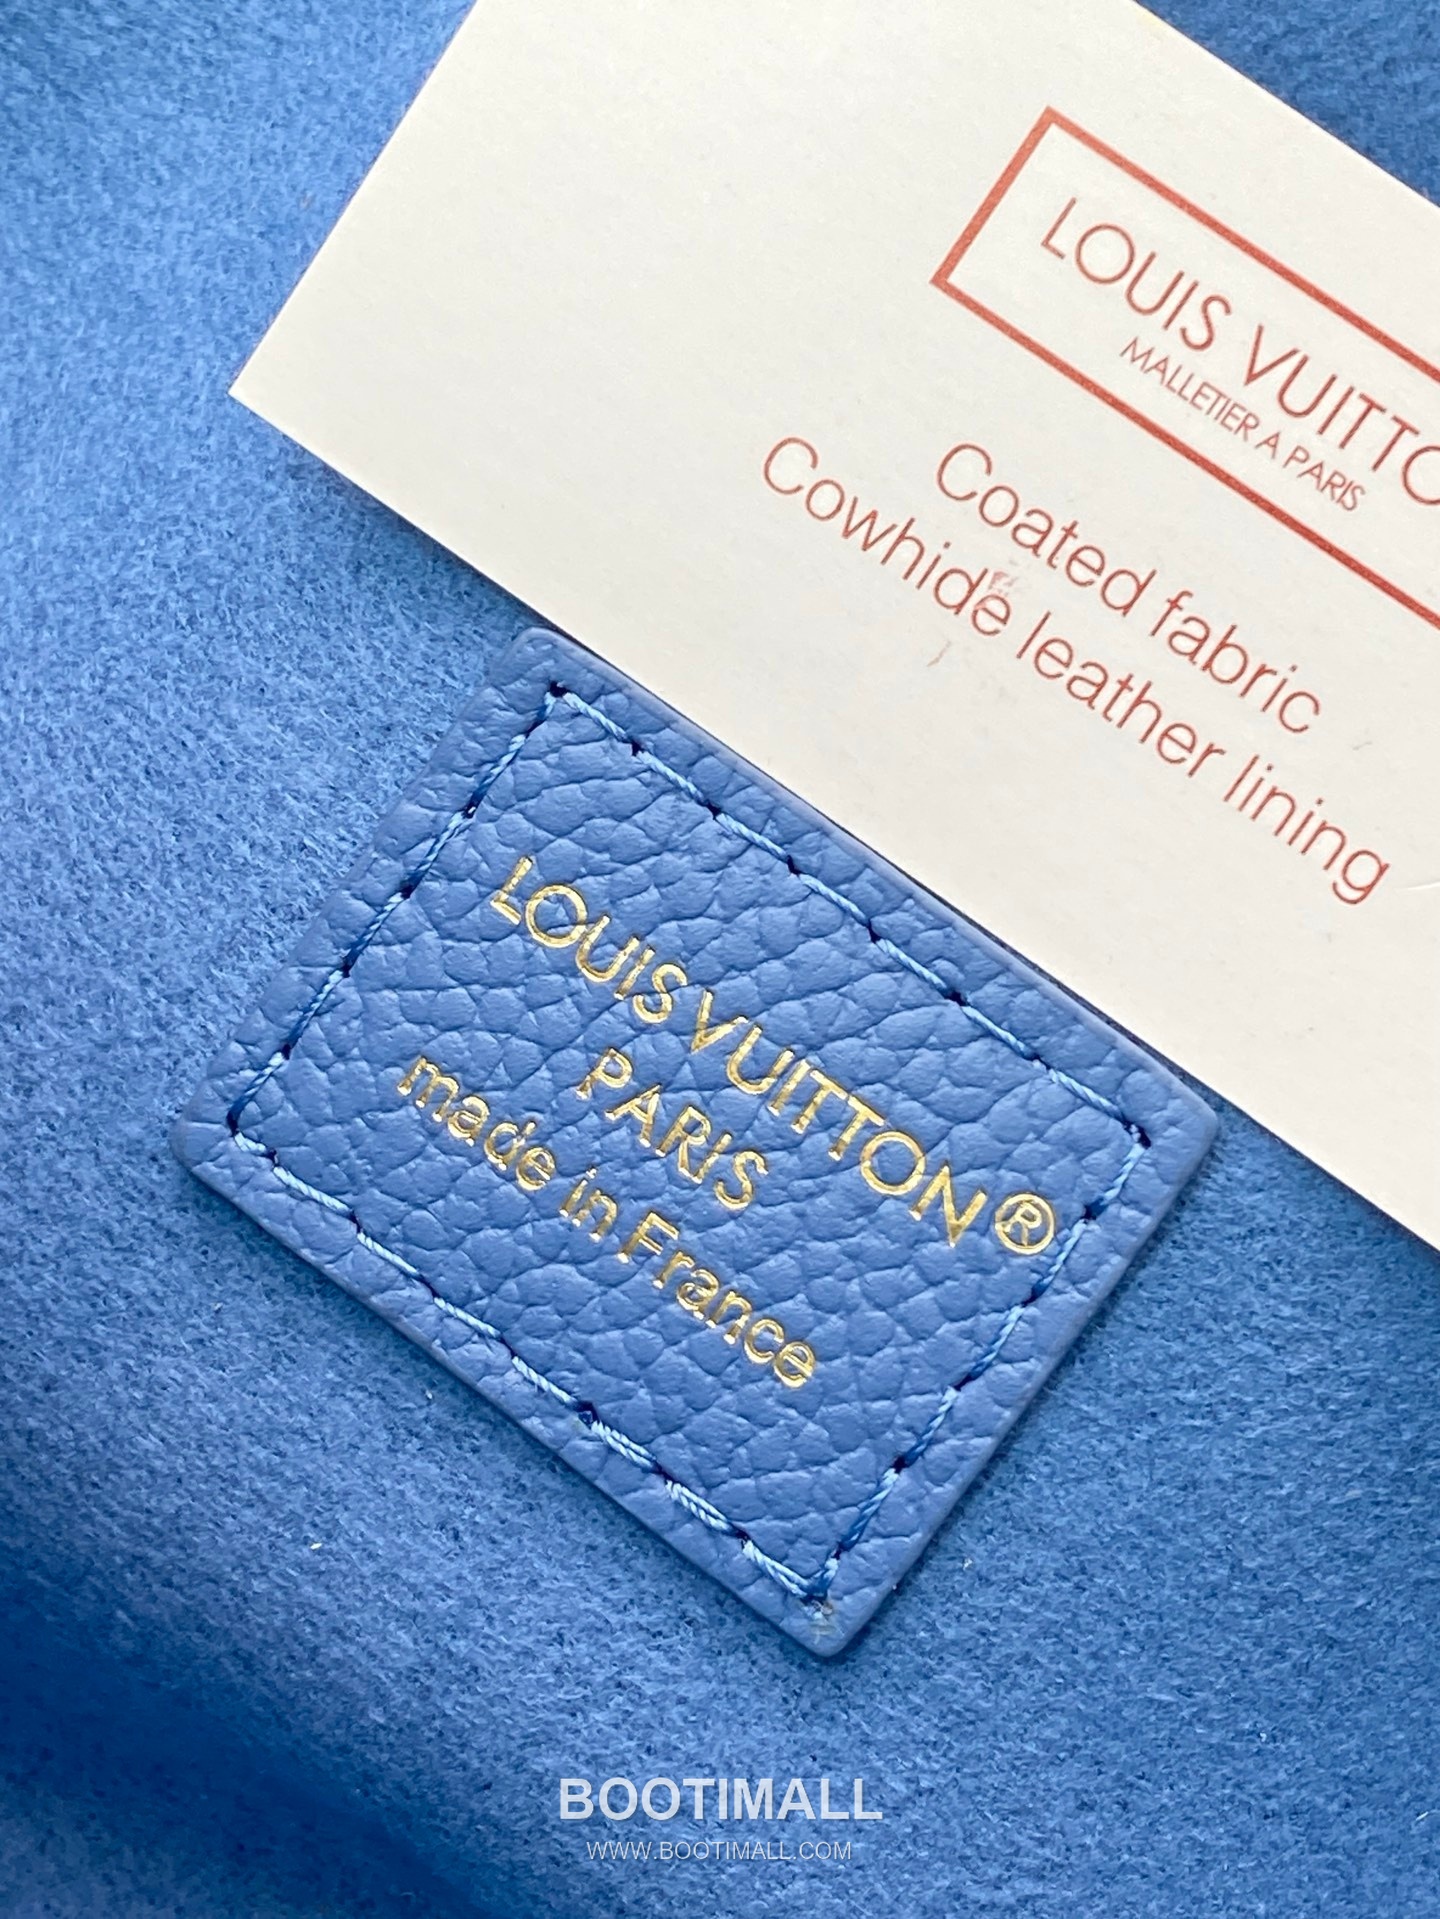 LOUIS VUITTO
MALLETIER A PARIS
Coated fabric
Cowhide leather lining
LOUIS VUITTON®
PARIS
made in France
BOOTIMALL
WWW.BOOTIMALL.COM